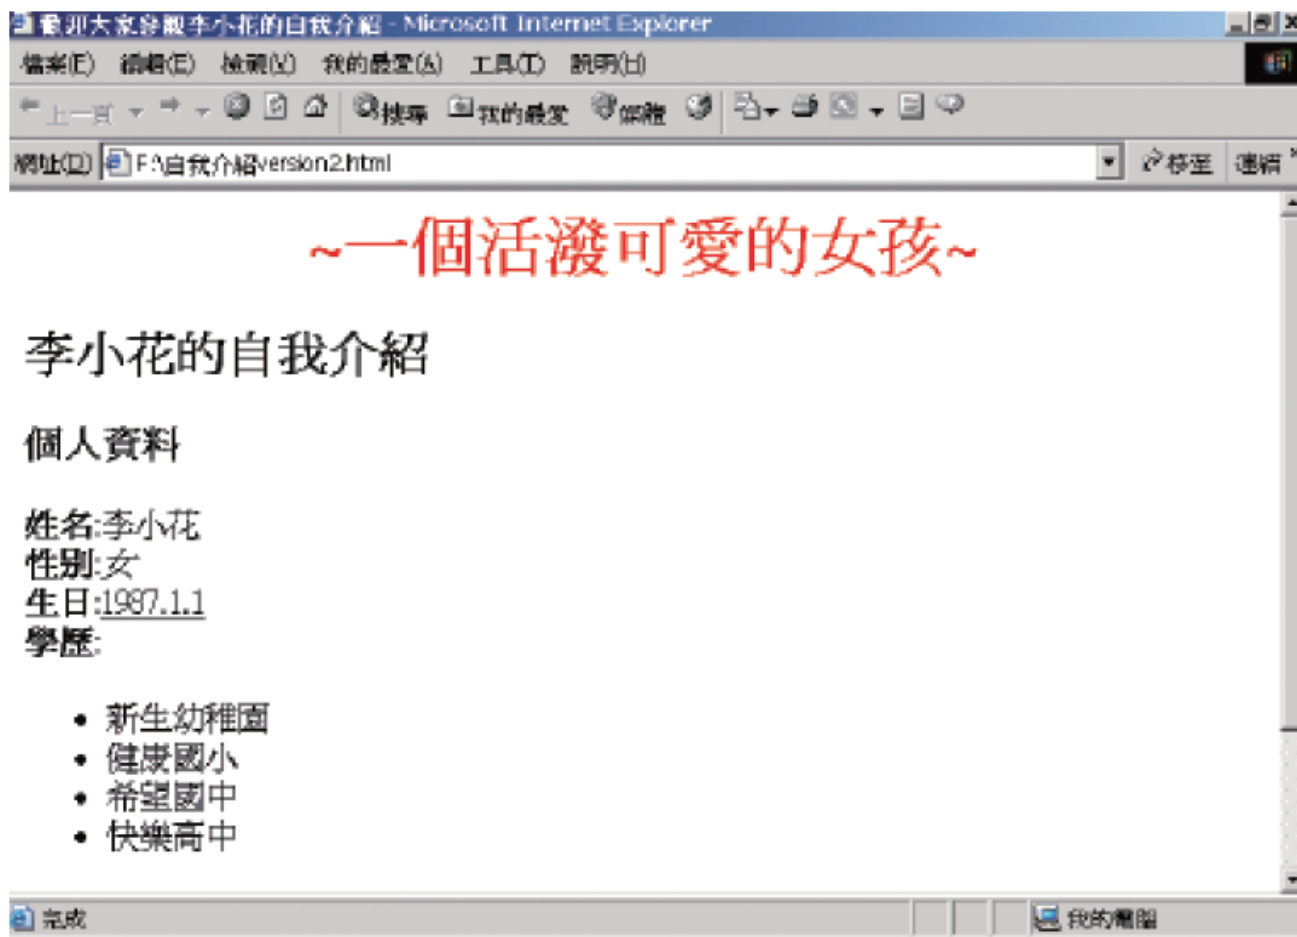 歡迎大家參觀李小花的自我介紹 - Microsoft Internet Explorer
檔案(F) 編輯(E) 檢視(V) 我的最愛(A) 工具(T) 說明(H)
上一頁 搜尋 我的最愛 媒體
網址(D) F:\自我介紹version2.html 移至 連結
~一個活潑可愛的女孩~
李小花的自我介紹
個人資料
姓名:李小花
性別:女
生日:1987.1.1
學歷:
• 新生幼稚園
• 健康國小
• 希望國中
• 快樂高中
完成 我的電腦